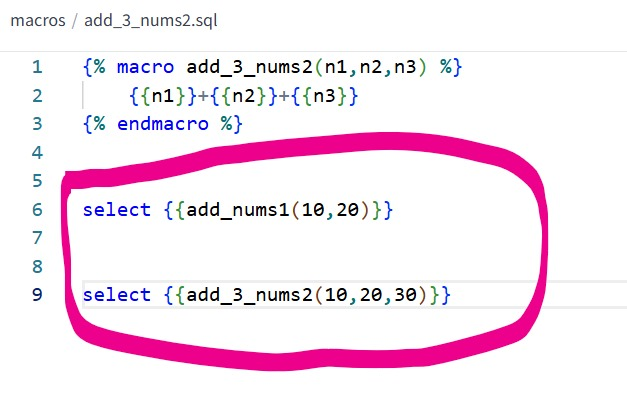 macros / add_3_nums2.sql
1 {% macro add_3_nums2(n1,n2,n3) %}
2 {{n1}}+{{n2}}+{{n3}}
3 {% endmacro %}
4
5
6 select {{add_nums1(10,20)}}
7
8
9 select {{add_3_nums2(10,20,30)}}